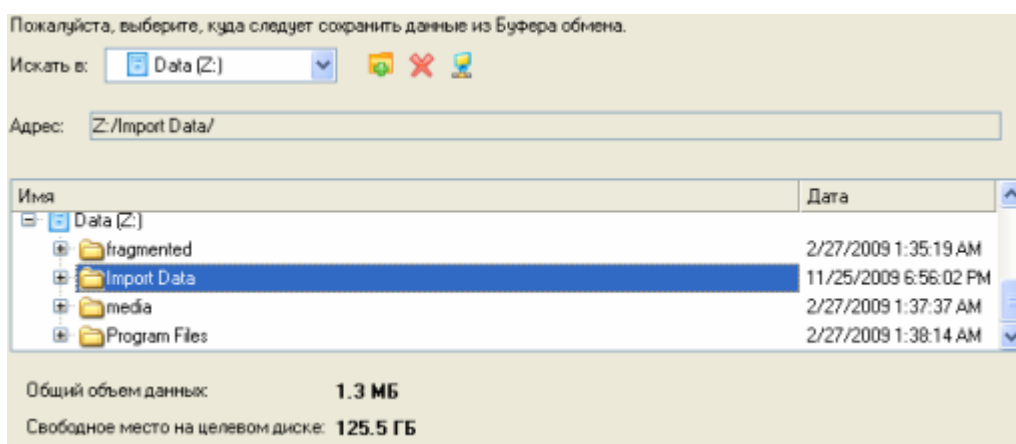 Пожалуйста, выберите, куда следует сохранить данные из Буфера обмена.
Искать в: Data (Z:)
Адрес: Z:/Import Data/
Имя Дата
Data (Z:)
fragmented 2/27/2009 1:35:19 AM
Import Data 11/25/2009 6:56:02 PM
media 2/27/2009 1:37:37 AM
Program Files 2/27/2009 1:38:14 AM
Общий объем данных: 1.3 МБ
Свободное место на целевом диске: 125.5 ГБ